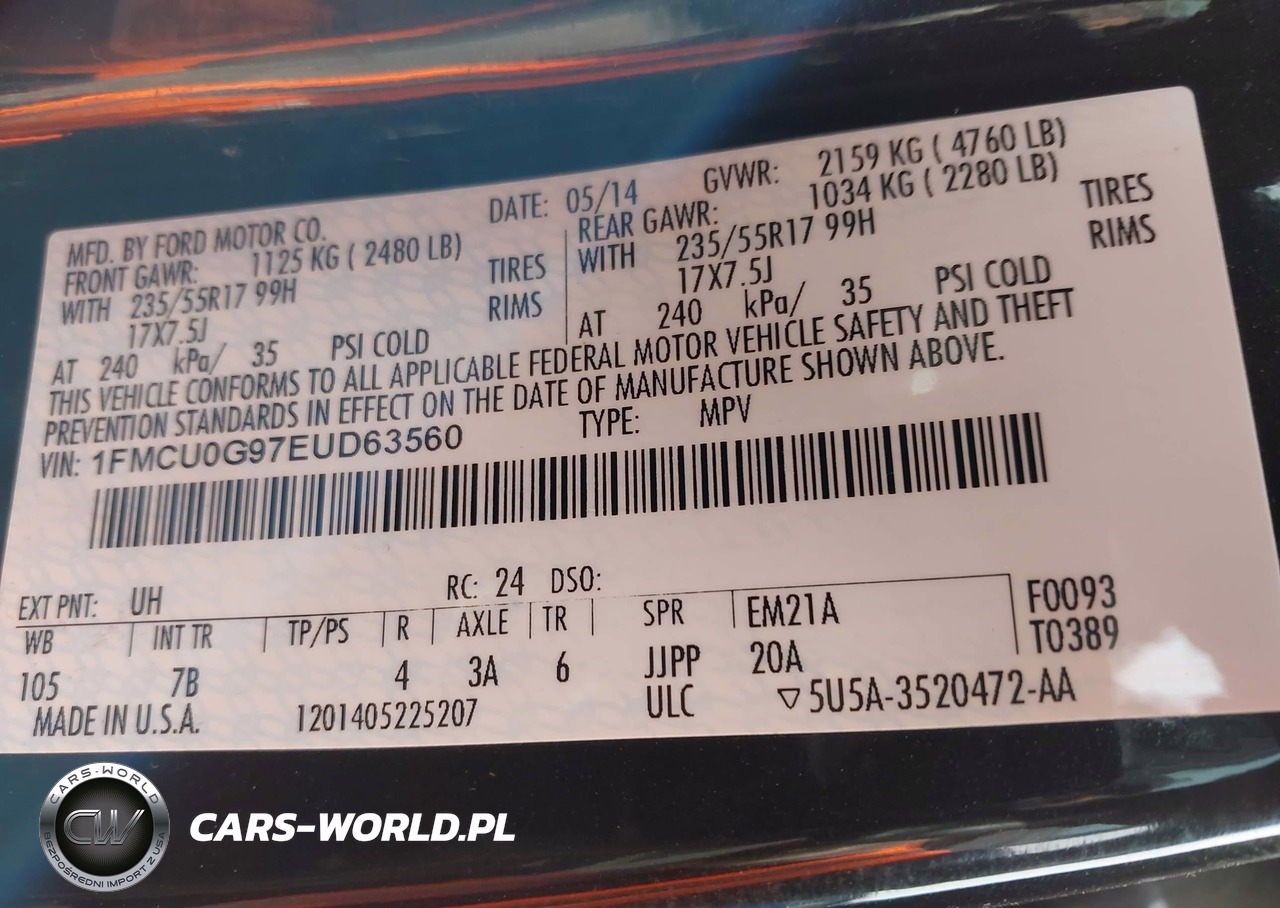 MFD. BY FORD MOTOR CO. DATE: 05/14 GVWR: 2159 KG ( 4760 LB)
FRONT GAWR: 1125 KG ( 2480 LB) REAR GAWR: 1034 KG ( 2280 LB)
WITH 235/55R17 99H TIRES WITH 235/55R17 99H TIRES
17X7.5J RIMS 17X7.5J RIMS
AT 240 kPa/ 35 PSI COLD AT 240 kPa/ 35 PSI COLD
THIS VEHICLE CONFORMS TO ALL APPLICABLE FEDERAL MOTOR VEHICLE SAFETY AND THEFT
PREVENTION STANDARDS IN EFFECT ON THE DATE OF MANUFACTURE SHOWN ABOVE.
VIN: 1FMCU0G97EUD63560 TYPE: MPV
EXT PNT: UH RC: 24 DSO:
WB INT TR TP/PS R AXLE TR SPR EM21A F0093
T0389
105 7B 4 3A 6 JJPP 20A
MADE IN U.S.A. 1201405225207 ULC ▽5U5A-3520472-AA
CARS-WORLD
CW
BEZPOŚREDNI IMPORT Z USA
CARS-WORLD.PL